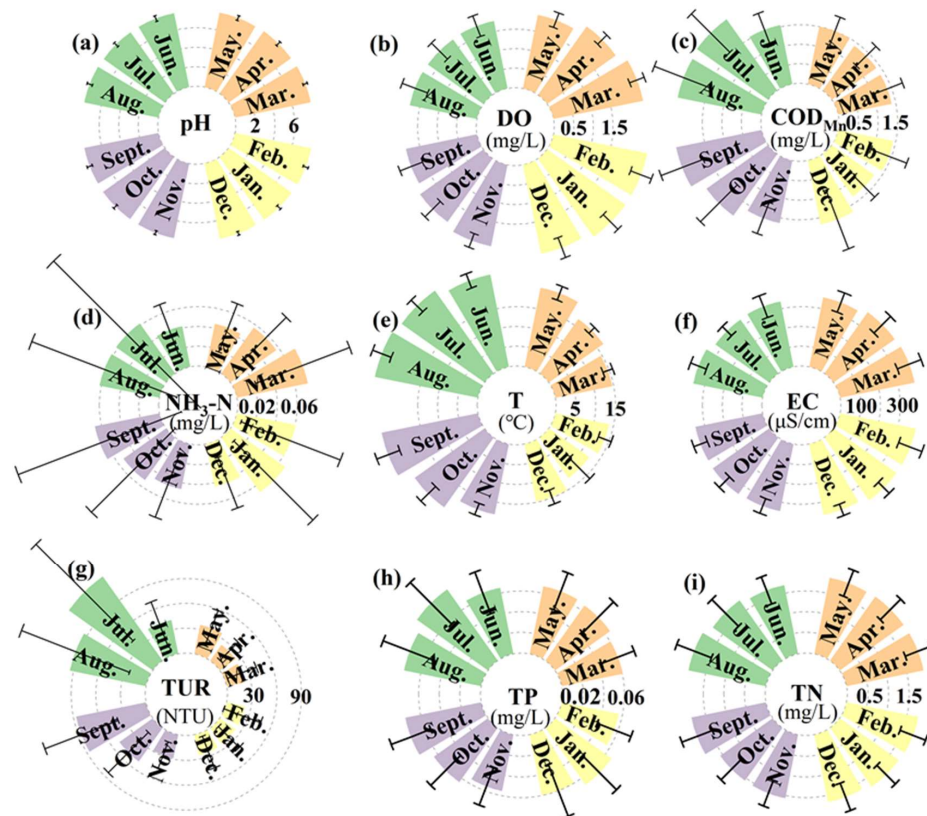 (a)
Jun.
May.
Jul.
Apr.
Aug.
Mar.
pH
2 6
Sept.
Feb.
Oct.
Jan.
Nov.
Dec.
(b)
Jun.
May.
Jul.
Apr.
Aug.
Mar.
DO
(mg/L)
0.5 1.5
Sept.
Feb.
Oct.
Jan.
Nov.
Dec.
(c)
Jun.
May.
Jul.
Apr.
Aug.
Mar.
CODMn
(mg/L)
0.5 1.5
Sept.
Feb.
Oct.
Jan.
Nov.
Dec.
(d)
Jun.
May.
Jul.
Apr.
Aug.
Mar.
NH3-N
(mg/L)
0.02 0.06
Sept.
Feb.
Oct.
Jan.
Nov.
Dec.
(e)
Jun.
May.
Jul.
Apr.
Aug.
Mar.
T
(°C)
5 15
Sept.
Feb.
Oct.
Jan.
Nov.
Dec.
(f)
Jun.
May.
Jul.
Apr.
Aug.
Mar.
EC
(μS/cm)
100 300
Sept.
Feb.
Oct.
Jan.
Nov.
Dec.
(g)
Jun.
May.
Jul.
Apr.
Aug.
Mar.
TUR
(NTU)
30 90
Sept.
Feb.
Oct.
Jan.
Nov.
Dec.
(h)
Jun.
May.
Jul.
Apr.
Aug.
Mar.
TP
(mg/L)
0.02 0.06
Sept.
Feb.
Oct.
Jan.
Nov.
Dec.
(i)
Jun.
May.
Jul.
Apr.
Aug.
Mar.
TN
(mg/L)
0.5 1.5
Sept.
Feb.
Oct.
Jan.
Nov.
Dec.